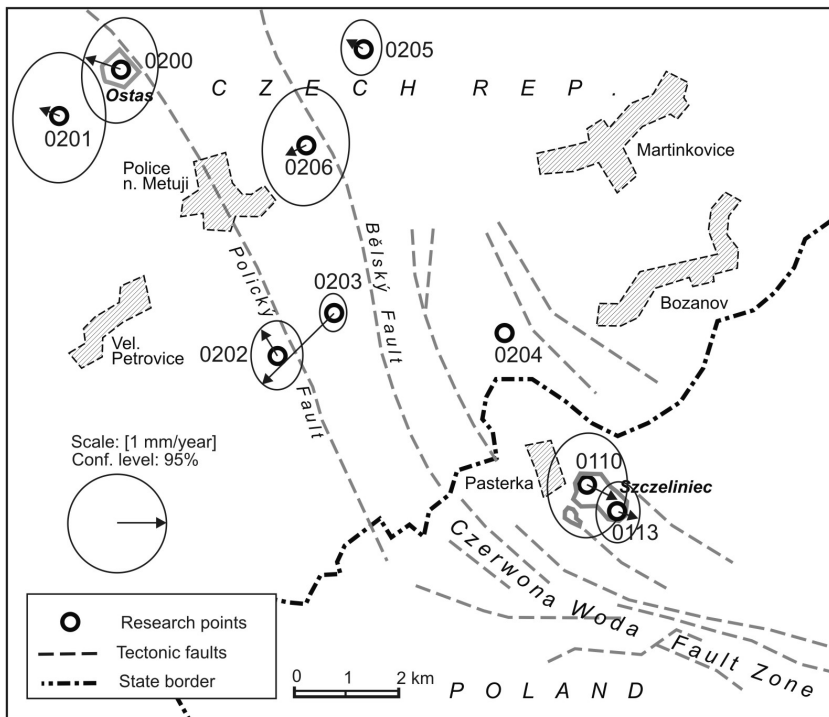 0200
0205
Ostas
C Z E C H R E P .
0201
0206
Martinkovice
Police
n. Metuji
Polický Fault
Bělský Fault
0203
Bozanov
Vel.
Petrovice
0202
0204
Scale: [1 mm/year]
Conf. level: 95%
Pasterka
0110
Szczeliniec
0113
Czerwona Woda Fault Zone
Research points
Tectonic faults
State border
0 1 2 km
P O L A N D